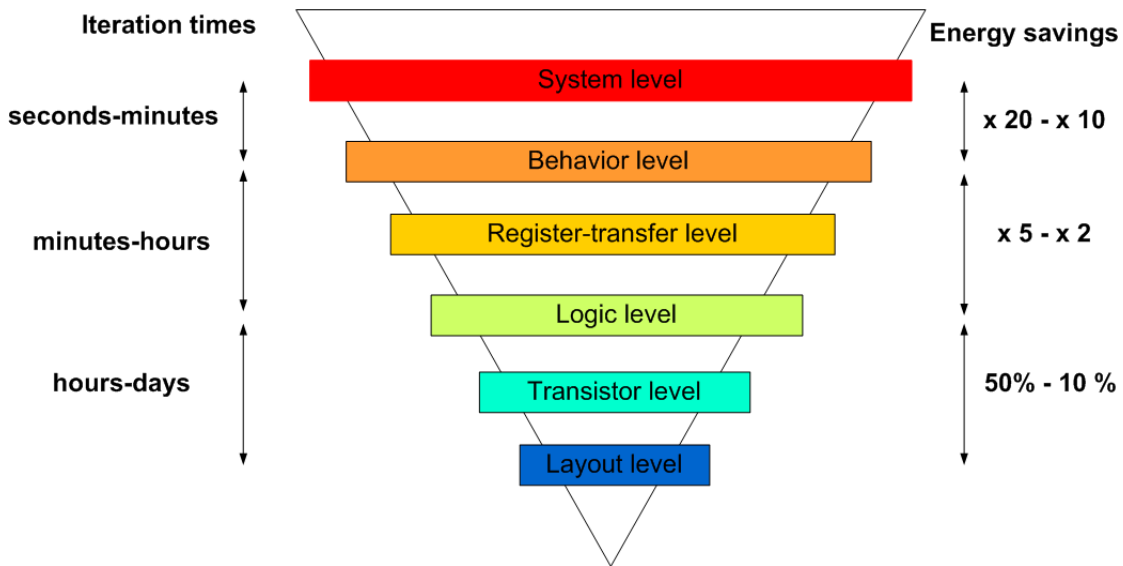 Iteration times
Energy savings
System level
seconds-minutes
x 20 - x 10
Behavior level
minutes-hours
Register-transfer level
x 5 - x 2
Logic level
hours-days
Transistor level
50% - 10 %
Layout level